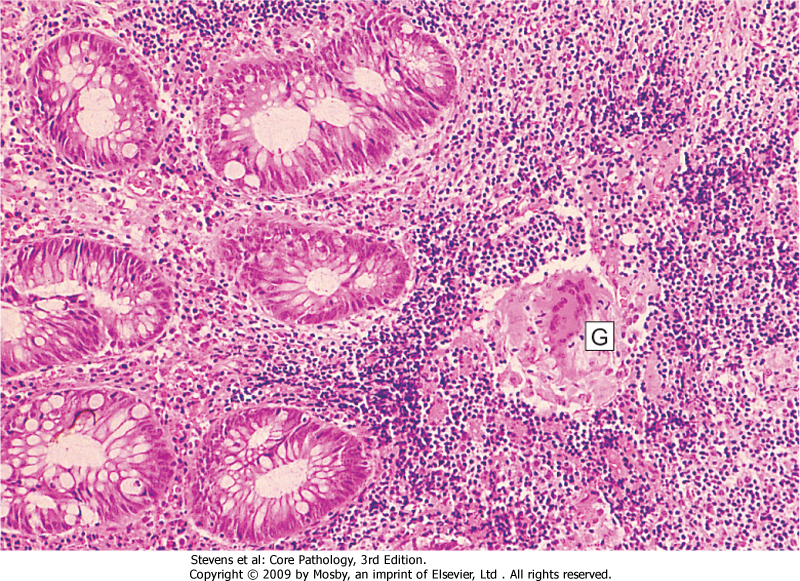 G
Stevens et al: Core Pathology, 3rd Edition.
Copyright © 2009 by Mosby, an imprint of Elsevier, Ltd . All rights reserved.